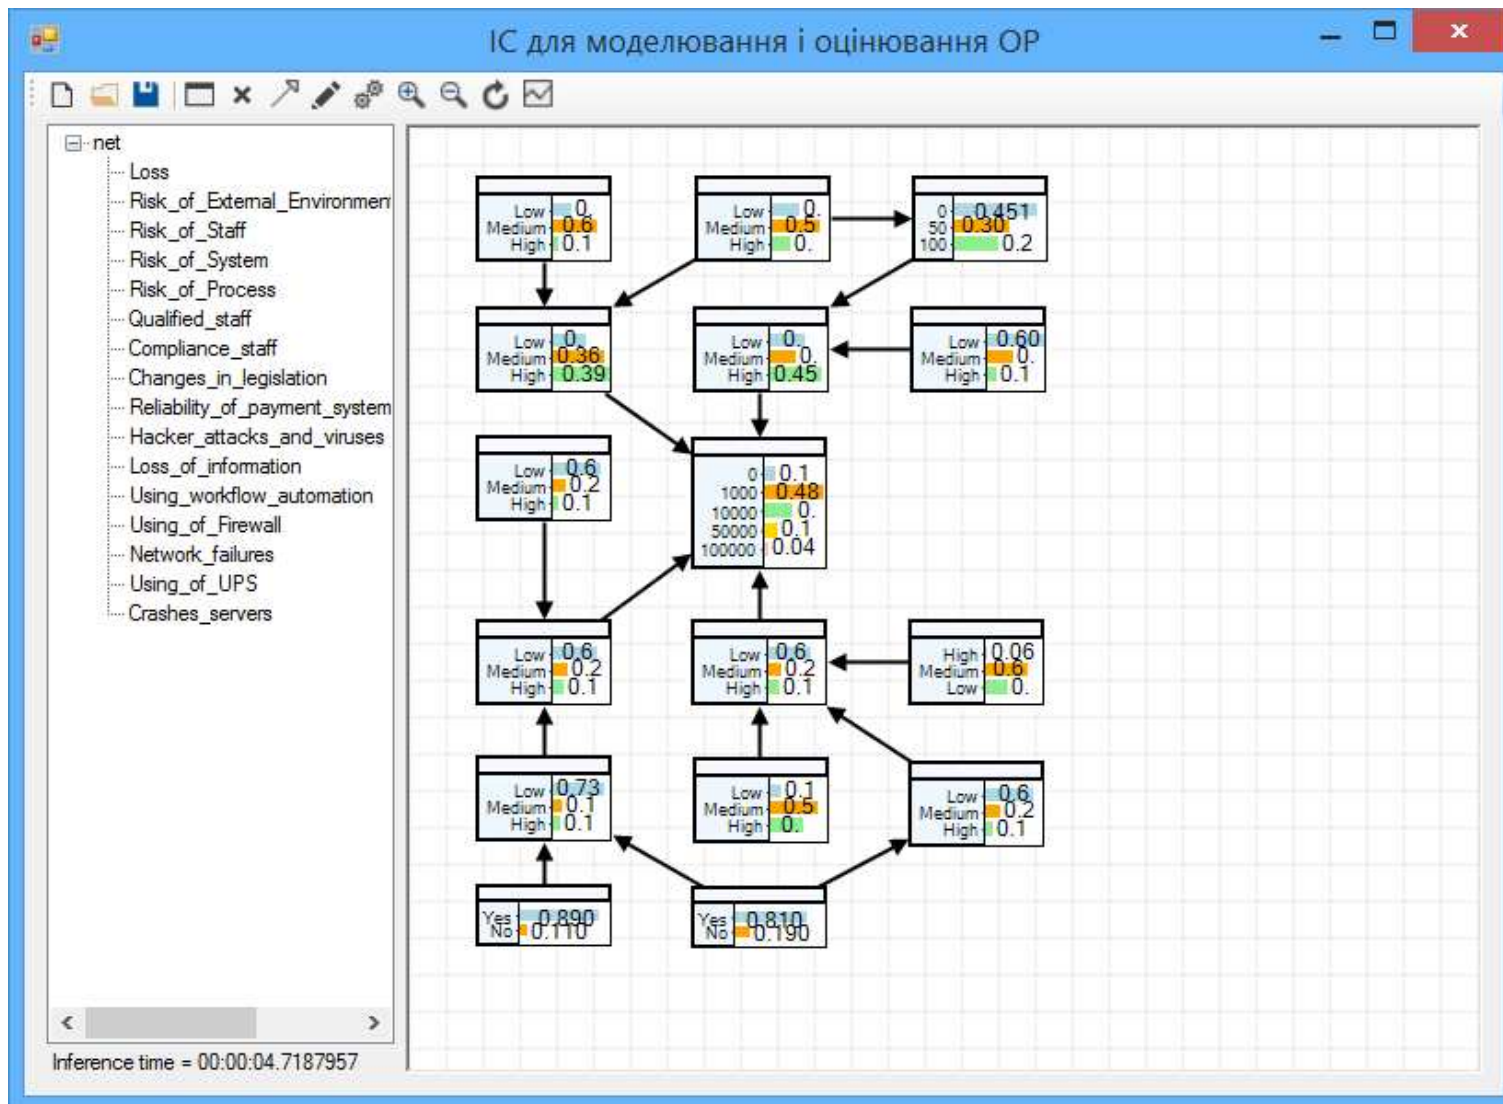 ІС для моделювання і оцінювання ОР
net
Loss
Risk_of_External_Environmen
Risk_of_Staff
Risk_of_System
Risk_of_Process
Qualified_staff
Compliance_staff
Changes_in_legislation
Reliability_of_payment_system
Hacker_attacks_and_viruses
Loss_of_information
Using_workflow_automation
Using_of_Firewall
Network_failures
Using_of_UPS
Crashes_servers
Inference time = 00:00:04.7187957
Low 0.
Medium 0.6
High 0.1
Low 0.
Medium 0.5
High 0.
0 0.451
50 0.30
100 0.2
Low 0.
Medium 0.36
High 0.39
Low 0.
Medium 0.
High 0.45
Low 0.60
Medium 0.
High 0.1
Low 0.6
Medium 0.2
High 0.1
0 0.1
1000 0.48
10000 0.
50000 0.1
100000 0.04
Low 0.6
Medium 0.2
High 0.1
Low 0.6
Medium 0.2
High 0.1
High 0.06
Medium 0.6
Low 0.
Low 0.73
Medium 0.1
High 0.1
Low 0.1
Medium 0.5
High 0.
Low 0.6
Medium 0.2
High 0.1
Yes 0.890
No 0.110
Yes 0.810
No 0.190